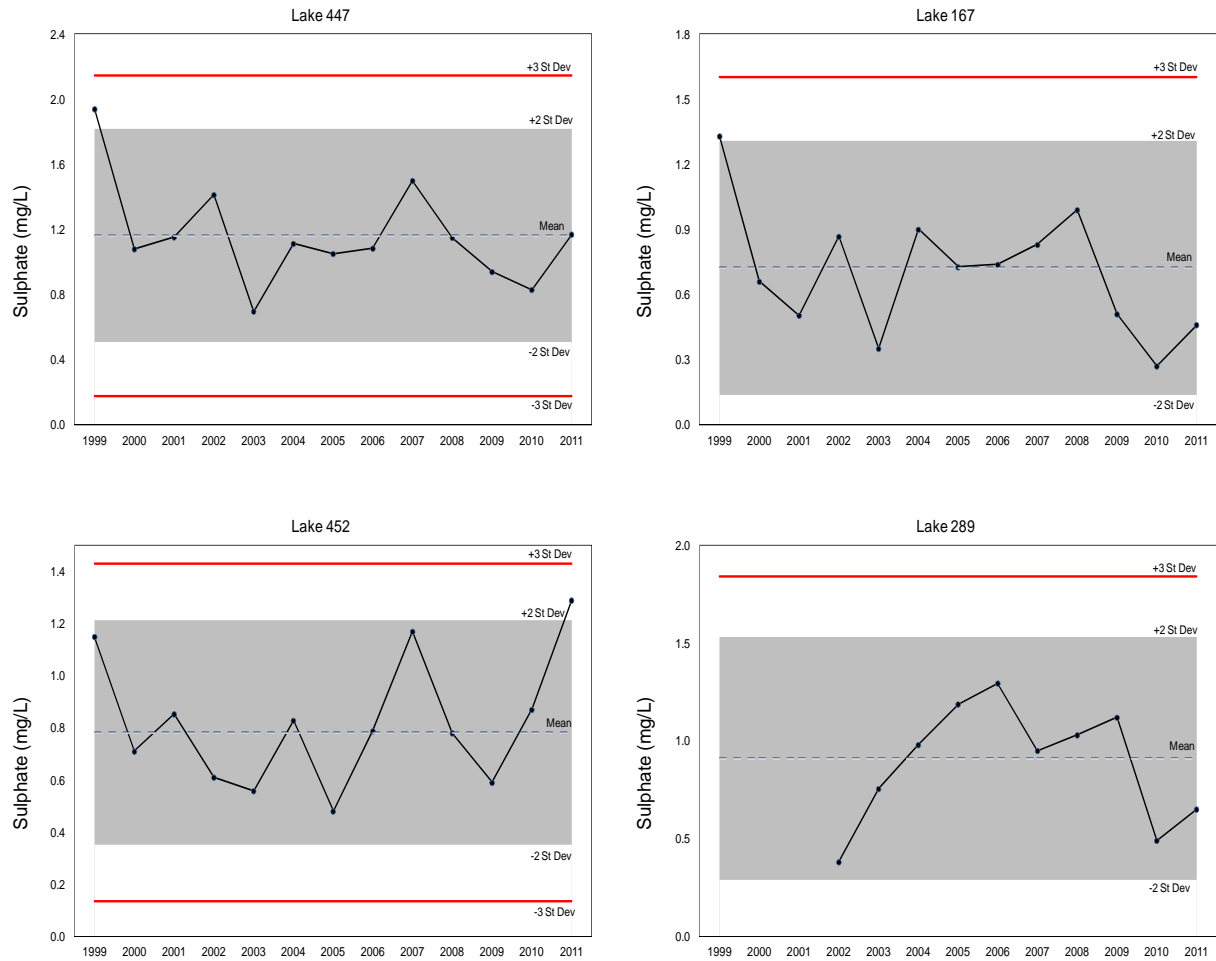 Lake 447
2.4
+3 St Dev
2.0
+2 St Dev
1.6
Sulphate (mg/L)
1.2
Mean
0.8
-2 St Dev
0.4
-3 St Dev
0.0
1999 2000 2001 2002 2003 2004 2005 2006 2007 2008 2009 2010 2011
Lake 167
1.8
+3 St Dev
1.5
+2 St Dev
1.2
Sulphate (mg/L)
0.9
Mean
0.6
0.3
-2 St Dev
0.0
1999 2000 2001 2002 2003 2004 2005 2006 2007 2008 2009 2010 2011
Lake 452
+3 St Dev
1.4
+2 St Dev
1.2
1.0
Sulphate (mg/L)
Mean
0.8
0.6
0.4
-2 St Dev
0.2
-3 St Dev
0.0
1999 2000 2001 2002 2003 2004 2005 2006 2007 2008 2009 2010 2011
Lake 289
2.0
+3 St Dev
+2 St Dev
1.5
Sulphate (mg/L)
1.0
Mean
0.5
-2 St Dev
0.0
1999 2000 2001 2002 2003 2004 2005 2006 2007 2008 2009 2010 2011